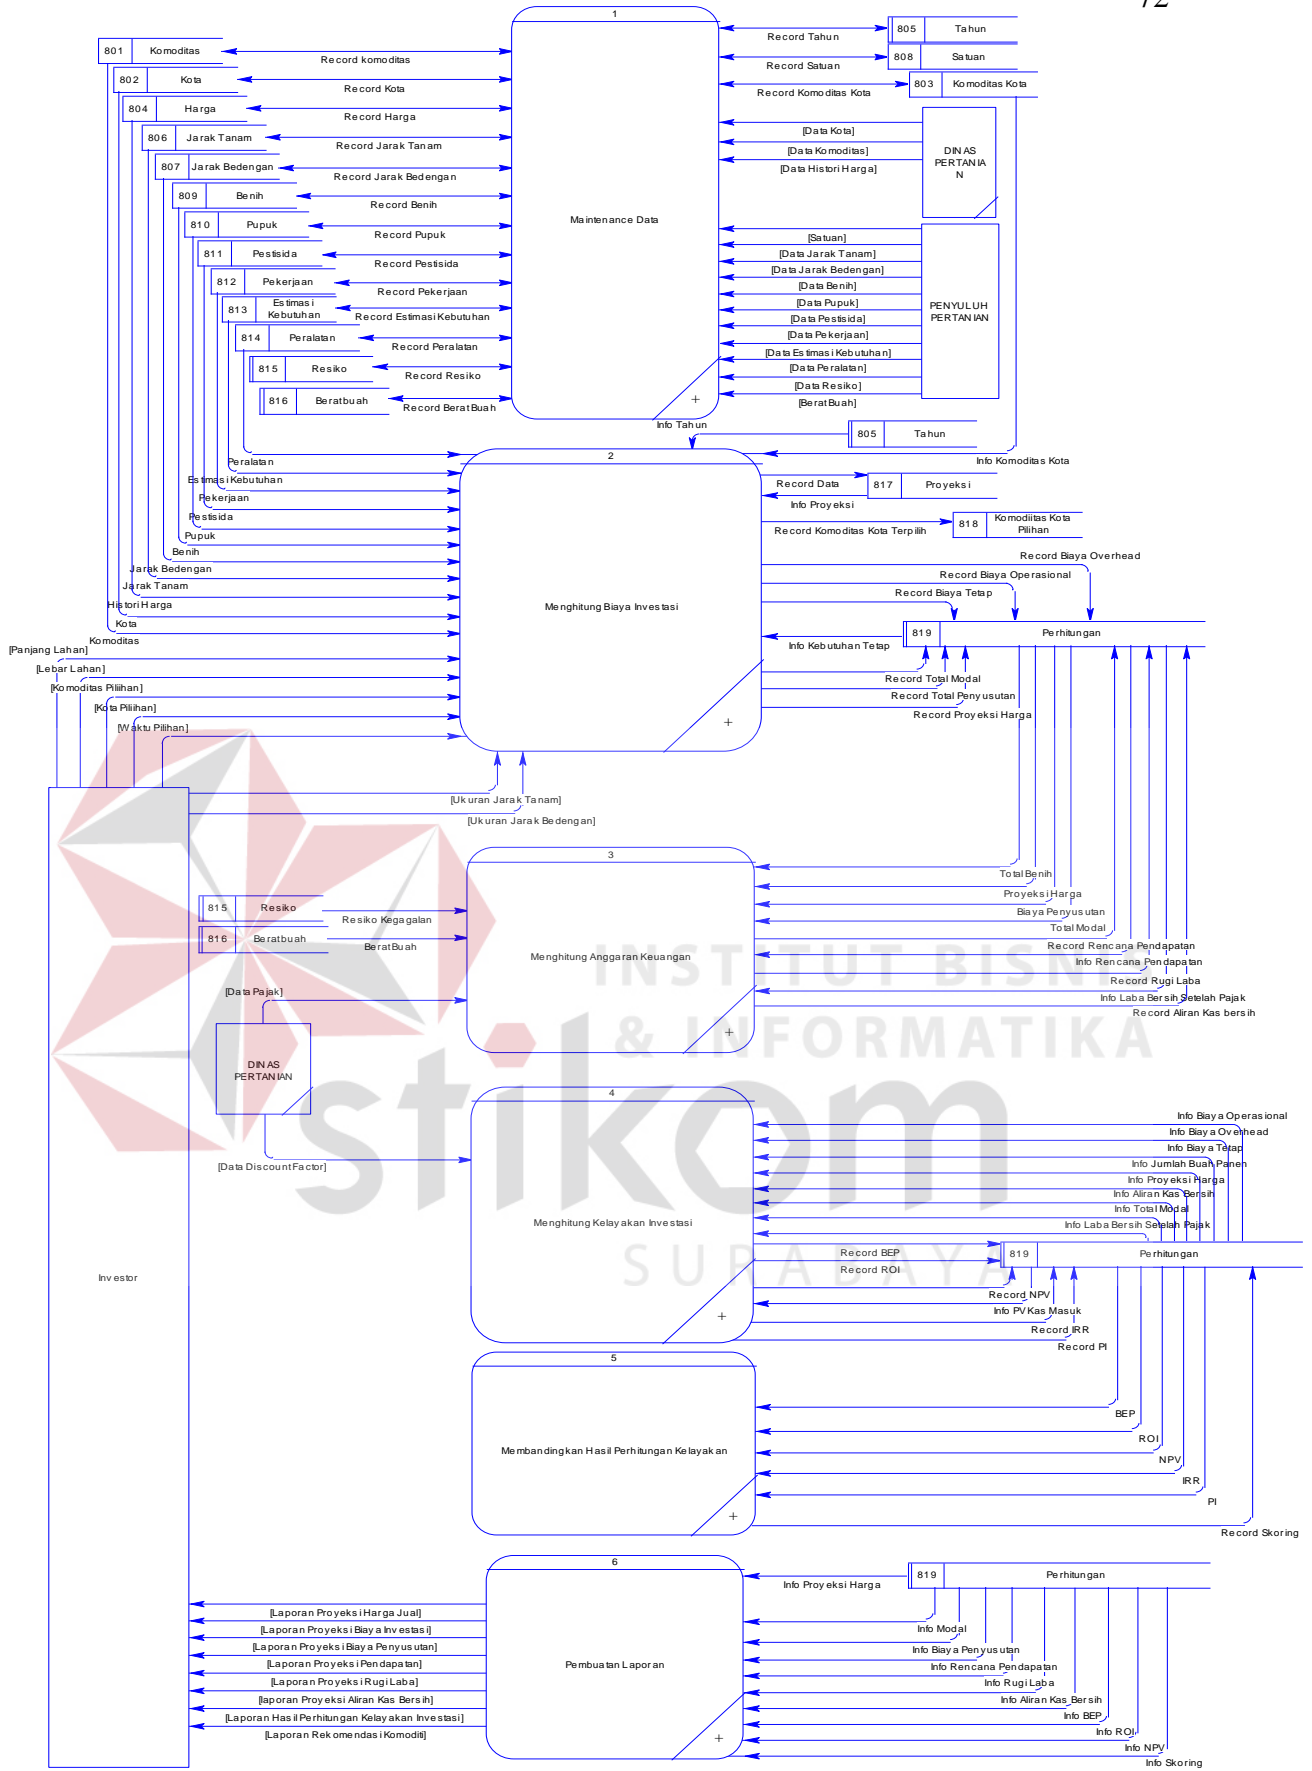 72
1
Maintenance Data
+
801 Komoditas
Record komoditas
802 Kota
Record Kota
804 Harga
Record Harga
806 Jarak Tanam
Record Jarak Tanam
807 Jarak Bedengan
Record Jarak Bedengan
809 Benih
Record Benih
810 Pupuk
Record Pupuk
811 Pestisida
Record Pestisida
812 Pekerjaan
Record Pekerjaan
813 Estimasi
Kebutuhan
Record Estimasi Kebutuhan
814 Peralatan
Record Peralatan
815 Resiko
Record Resiko
816 Beratbuah
Record BeratBuah
Record Tahun
805 Tahun
Record Satuan
808 Satuan
Record Komoditas Kota
803 Komoditas Kota
[Data Kota]
[Data Komoditas]
[Data Histori Harga]
DINAS
PERTANIA
N
[Satuan]
[Data Jarak Tanam]
[Data Jarak Bedengan]
[Data Benih]
[Data Pupuk]
[Data Pestisida]
[Data Pekerjaan]
[Data Estimasi Kebutuhan]
[Data Peralatan]
[Data Resiko]
[BeratBuah]
PENYULUH
PERTANIAN
Info Tahun
805 Tahun
Info Komoditas Kota
2
Menghitung Biaya Investasi
+
Peralatan
Estimasi Kebutuhan
Pekerjaan
Pestisida
Pupuk
Benih
Jarak Bedengan
Jarak Tanam
Histori Harga
Kota
Komoditas
[Panjang Lahan]
[Lebar Lahan]
[Komoditas Piliihan]
[Kota Piliihan]
[Waktu Pilihan]
[Ukuran Jarak Tanam]
[Ukuran Jarak Bedengan]
Record Data
817 Proyeksi
Info Proyeksi
Record Komoditas Kota Terpilih
818 Komodiitas Kota
Pilihan
Record Biaya Overhead
Record Biaya Operasional
Record Biaya Tetap
819 Perhitungan
Info Kebutuhan Tetap
Record Total Modal
Record Total Penyusutan
Record Proyeksi Harga
Investor
3
Menghitung Anggaran Keuangan
+
815 Resiko
Resiko Kegagalan
816 Beratbuah
BeratBuah
[Data Pajak]
DINAS
PERTANIAN
[Data Discount Factor]
Total Benih
Proyeksi Harga
Biaya Penyusutan
Total Modal
Record Rencana Pendapatan
Info Rencana Pendapatan
Record Rugi Laba
Info Laba Bersih Setelah Pajak
Record Aliran Kas bersih
INSTITUT BISNIS
& INFORMATIKA
stikom
SURABAYA
4
Menghitung Kelayakan Investasi
+
Info Biaya Operasional
Info Biaya Overhead
Info Biaya Tetap
Info Jumlah Buah Panen
Info Proyeksi Harga
Info Aliran Kas Bersih
Info Total Modal
Info Laba Bersih Setelah Pajak
Record BEP
Record ROI
819 Perhitungan
Record NPV
Info PV Kas Masuk
Record IRR
Record PI
5
Membandingkan Hasil Perhitungan Kelayakan
+
BEP
ROI
NPV
IRR
PI
Record Skoring
6
Pembuatan Laporan
+
Info Proyeksi Harga
819 Perhitungan
Info Modal
Info Biaya Penyusutan
Info Rencana Pendapatan
Info Rugi Laba
Info Aliran Kas Bersih
Info BEP
Info ROI
Info NPV
Info Skoring
[Laporan Proyeksi Harga Jual]
[Laporan Proyeksi Biaya Investasi]
[Laporan Proyeksi Biaya Penyusutan]
[Laporan Proyeksi Pendapatan]
[Laporan Proyeksi Rugi Laba]
[laporan Proyeksi Aliran Kas Bersih]
[Laporan Hasil Perhitungan Kelayakan Investasi]
[Laporan Rekomendasi Komoditi]